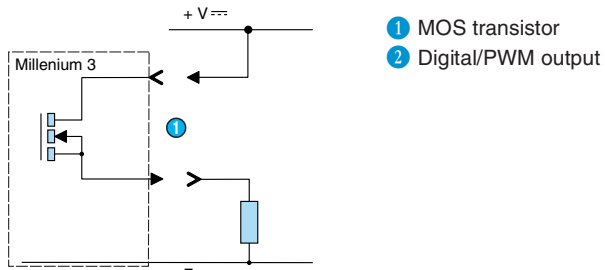 + V
Millenium 3
1
1 MOS transistor
2 Digital/PWM output